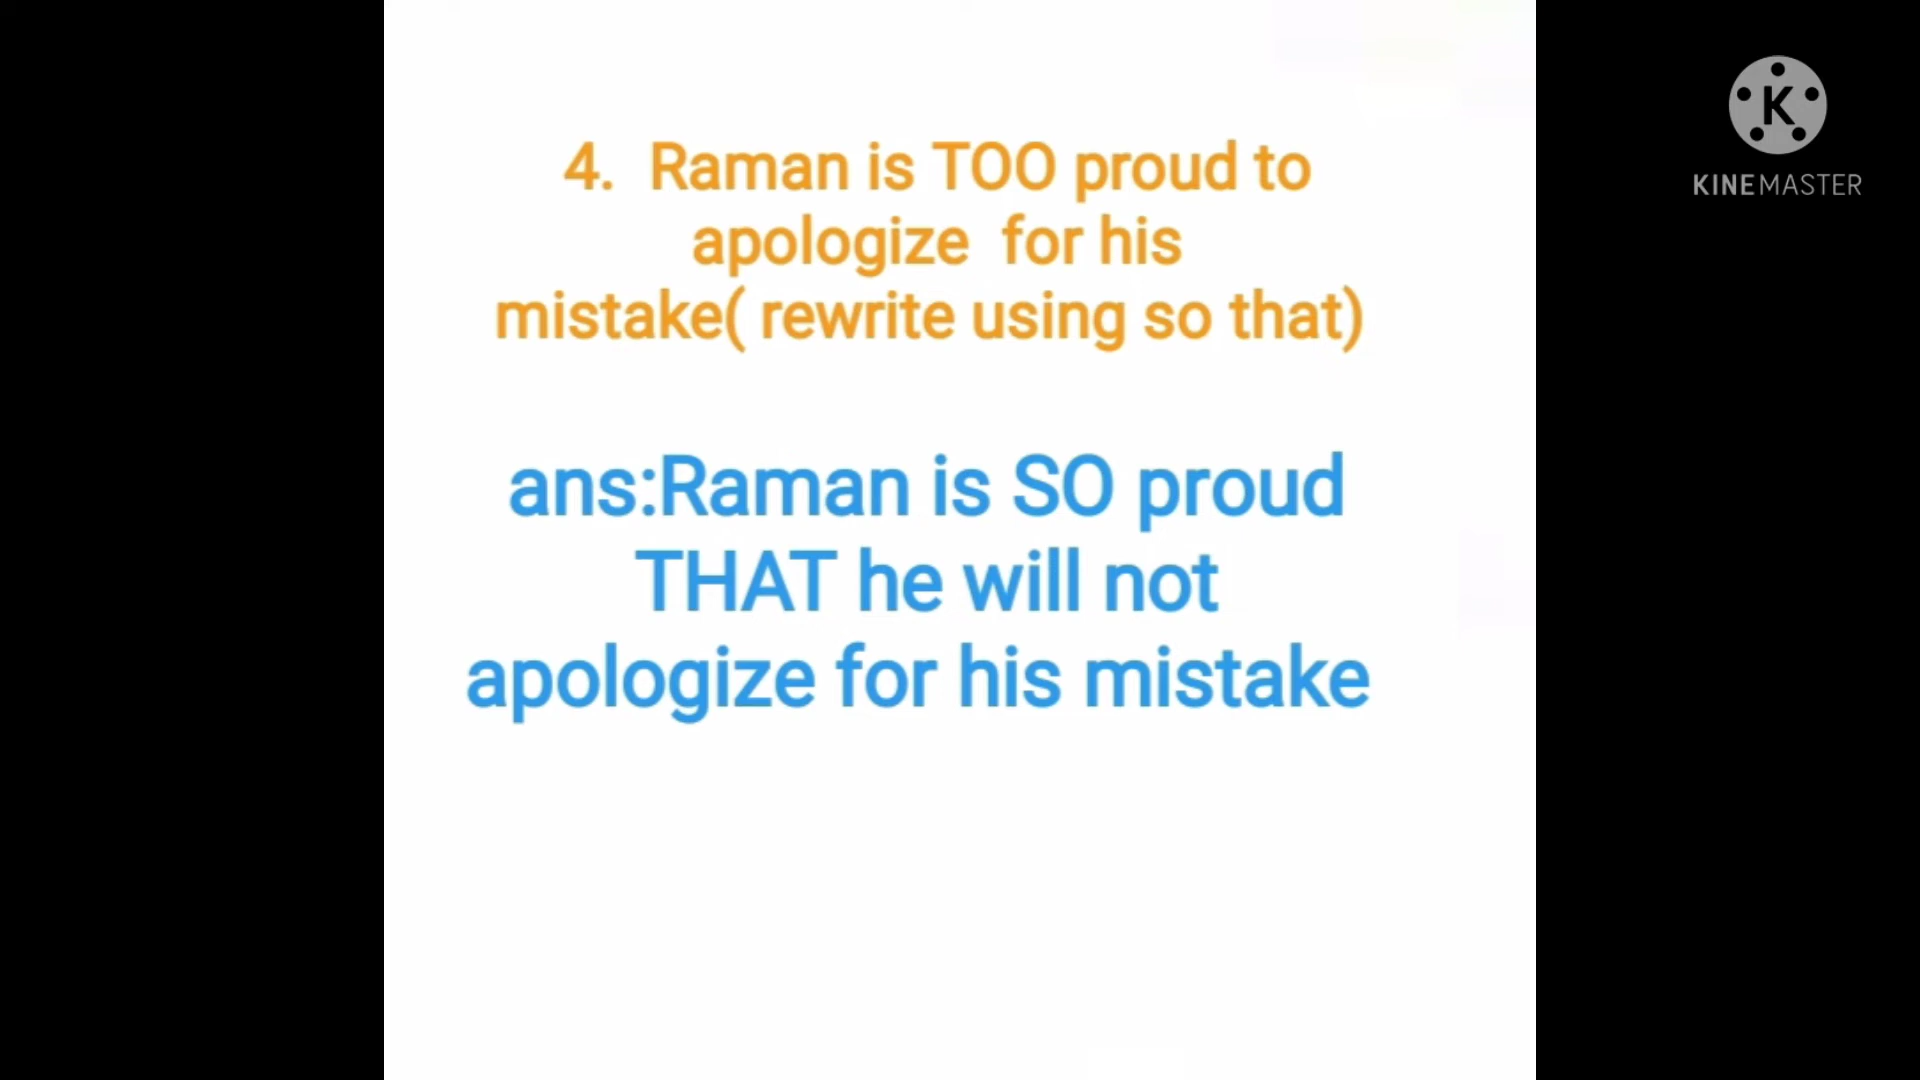 4.  Raman is TOO proud to
apologize  for his
mistake( rewrite using so that)
ans:Raman is SO proud
THAT he will not
apologize for his mistake
K
KINEMASTER